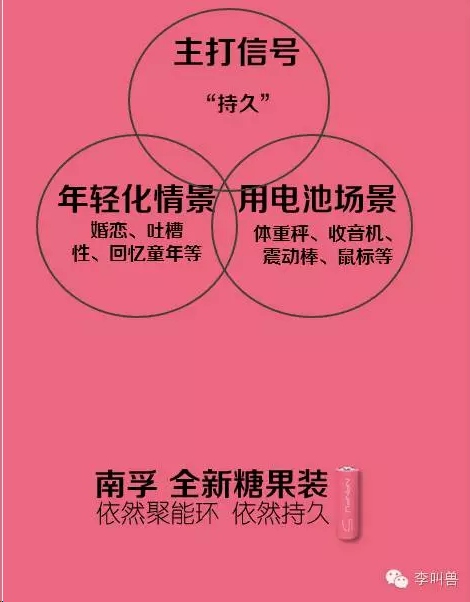 主打信号
“持久”
年轻化情景
婚恋、吐槽
性、回忆童年等
用电池场景
体重秤、收音机、
震动棒、鼠标等
南孚 全新糖果装
依然聚能环 依然持久
李叫兽